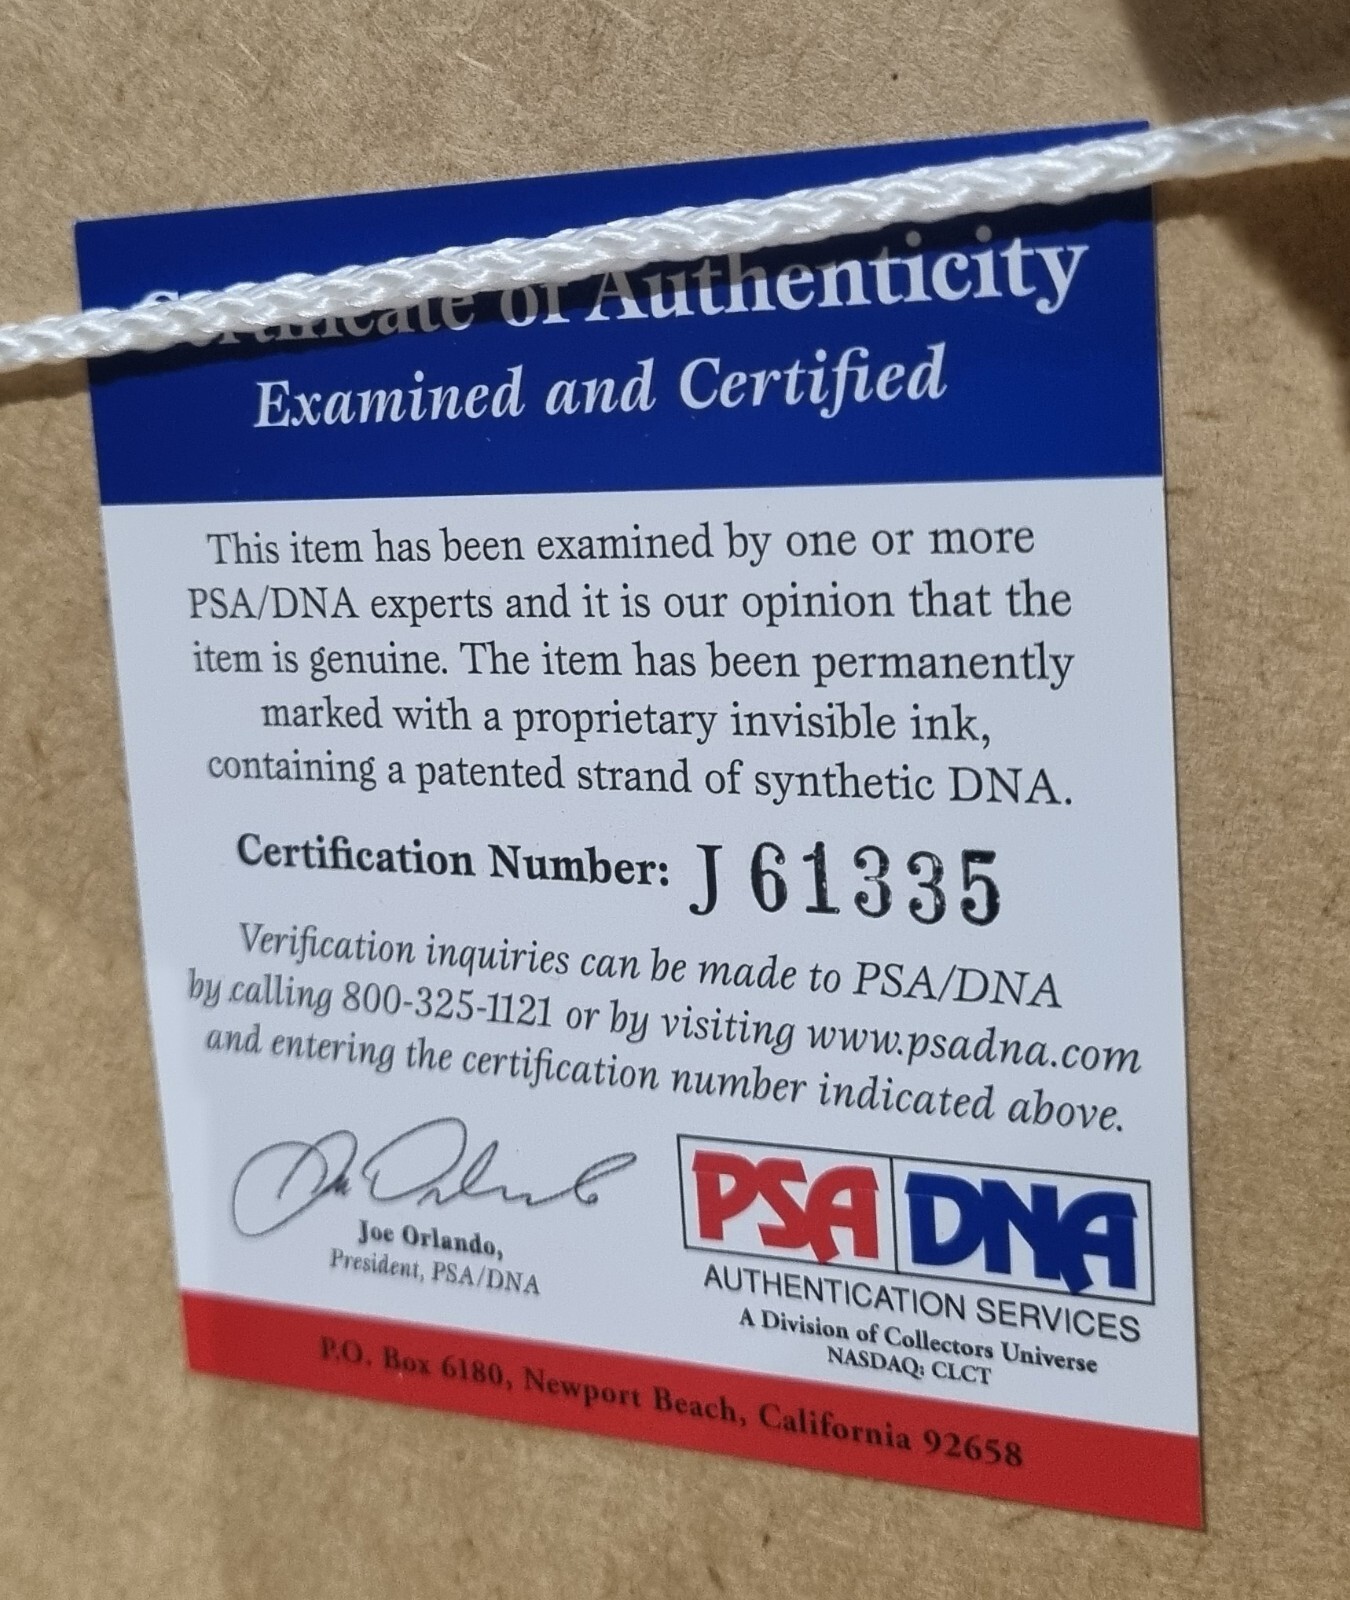 Certificate of Authenticity
Examined and Certified
This item has been examined by one or more
PSA/DNA experts and it is our opinion that the
item is genuine. The item has been permanently
marked with a proprietary invisible ink,
containing a patented strand of synthetic DNA.
Certification Number: J 61335
Verification inquiries can be made to PSA/DNA
by calling 800-325-1121 or by visiting www.psadna.com
and entering the certification number indicated above.
Joe Orlando,
President, PSA/DNA
PSA DNA
AUTHENTICATION SERVICES
A Division of Collectors Universe
NASDAQ: CLCT
P.O. Box 6180, Newport Beach, California 92658